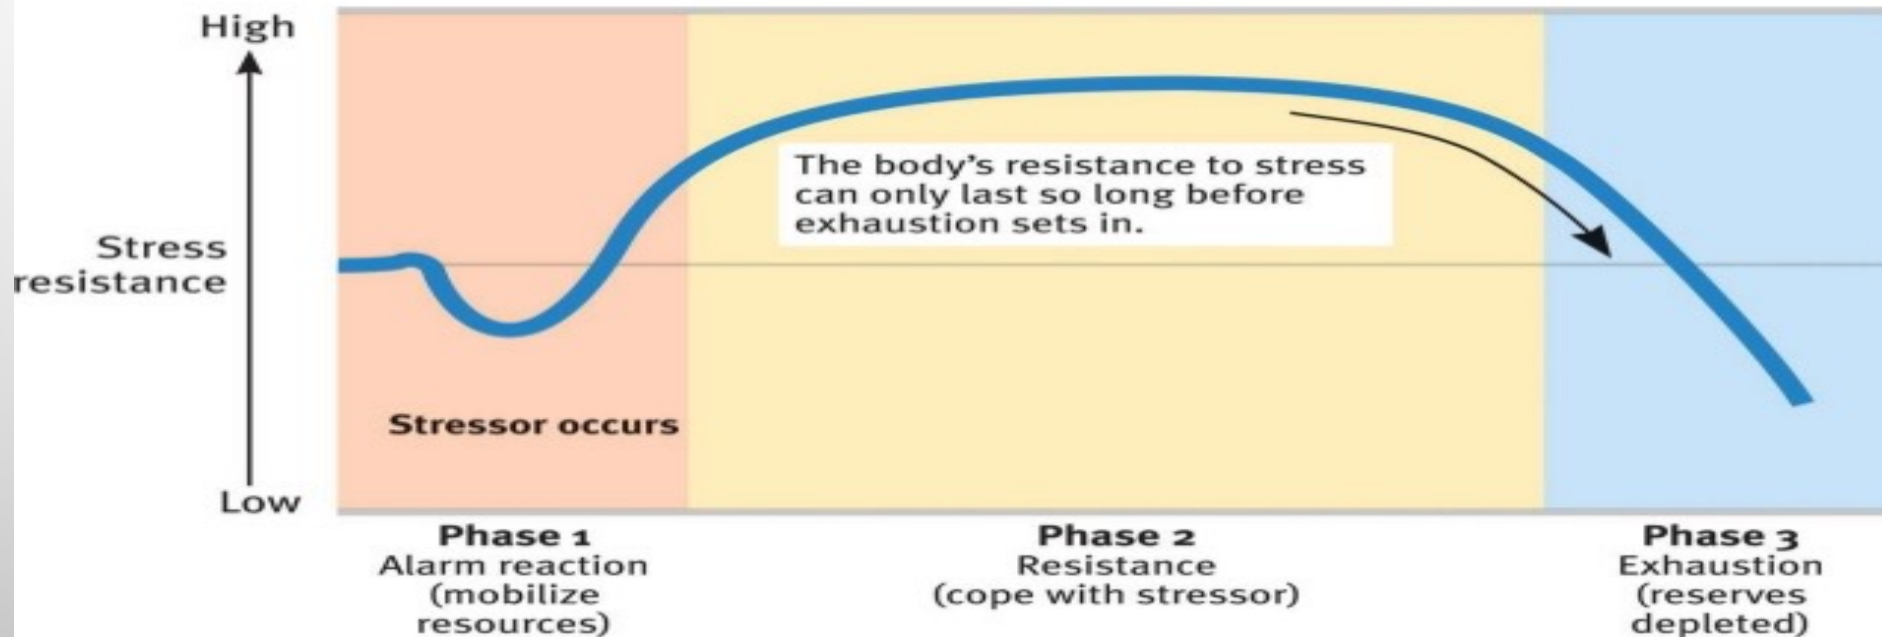 High
Stress
resistance
Low
The body's resistance to stress
can only last so long before
exhaustion sets in.
Stressor occurs
Phase 1
Alarm reaction
(mobilize
resources)
Phase 2
Resistance
(cope with stressor)
Phase 3
Exhaustion
(reserves
depleted)